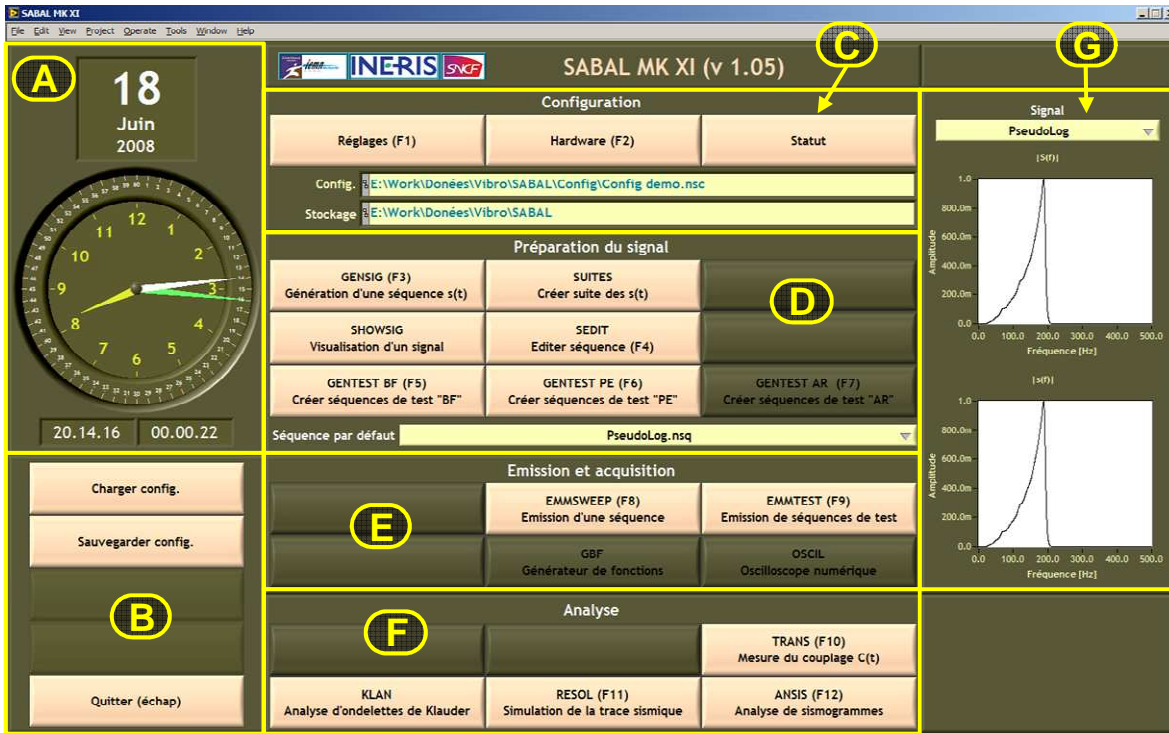 SABAL MK XI
File Edit View Project Operate Tools Window Help
A
18
Juin
2008
12
1
2
3
4
5
6
7
8
9
10
11
20.14.16 00.00.22
INERIS SNCF
SABAL MK XI (v 1.05)
C
G
Configuration
Réglages (F1)
Hardware (F2)
Statut
Config. E:\Work\Donées\Vibro\SABAL\Config\Config demo.nsc
Stockage E:\Work\Donées\Vibro\SABAL
Préparation du signal
GENSIG (F3)
Génération d'une séquence s(t)
SUITES
Créer suite des s(t)
D
SHOWSIG
Visualisation d'un signal
SEDIT
Editer séquence (F4)
GENTEST BF (F5)
Créer séquences de test "BF"
GENTEST PE (F6)
Créer séquences de test "PE"
GENTEST AR (F7)
Créer séquences de test "AR"
Séquence par défaut PseudoLog.nsq
Charger config.
Sauvegarder config.
B
Quitter (échap)
Emission et acquisition
E
EMMSWEEP (F8)
Emission d'une séquence
EMMTEST (F9)
Emission de séquences de test
GBF
Générateur de fonctions
OSCIL
Oscilloscope numérique
Analyse
F
TRANS (F10)
Mesure du couplage C(t)
KLAN
Analyse d'ondelettes de Klauder
RESOL (F11)
Simulation de la trace sismique
ANSIS (F12)
Analyse de sismogrammes
Signal
PseudoLog
|S(f)|
1.0
800.0m
600.0m
400.0m
200.0m
0.0
Amplitude
0.0 100.0 200.0 300.0 400.0 500.0
Fréquence [Hz]
|s(f)|
1.0
800.0m
600.0m
400.0m
200.0m
0.0
Amplitude
0.0 100.0 200.0 300.0 400.0 500.0
Fréquence [Hz]